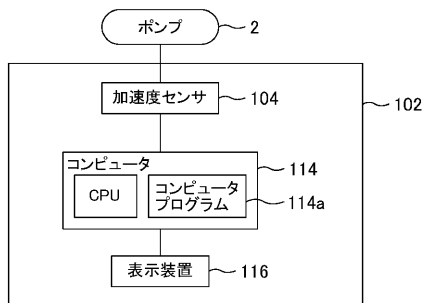 ポンプ 2
加速度センサ 104
102
コンピュータ
114
CPU
コンピュータ
プログラム
114a
表示装置 116